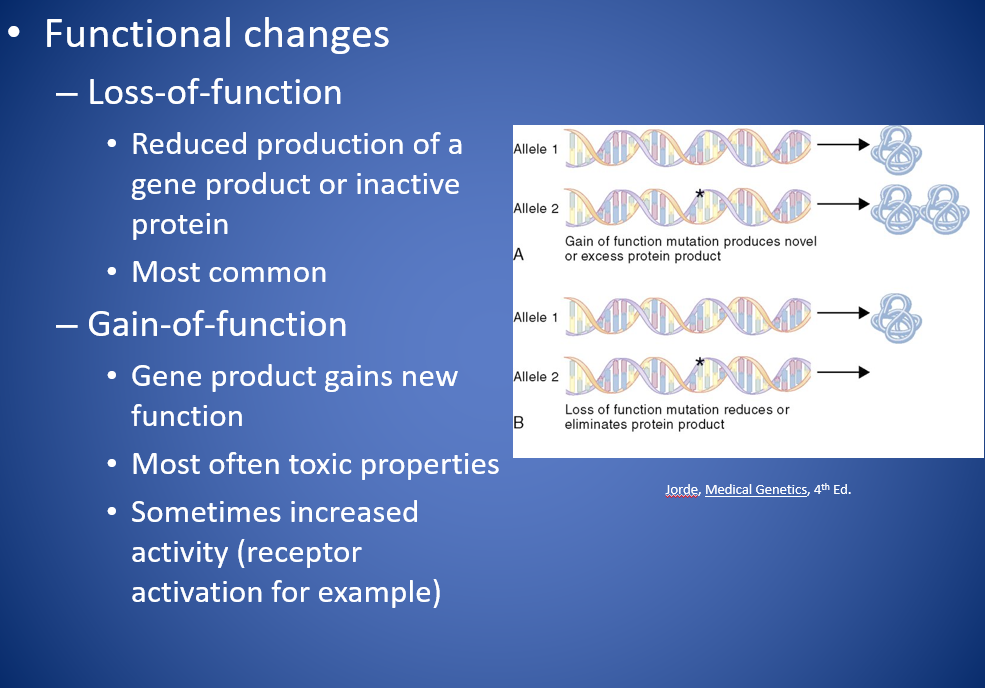 • Functional changes
– Loss-of-function
• Reduced production of a
gene product or inactive
protein
• Most common
– Gain-of-function
• Gene product gains new
function
• Most often toxic properties
• Sometimes increased
activity (receptor
activation for example)
Allele 1
Allele 2
*
A
Gain of function mutation produces novel
or excess protein product
Allele 1
Allele 2
*
B
Loss of function mutation reduces or
eliminates protein product
Jorde, Medical Genetics, 4th Ed.